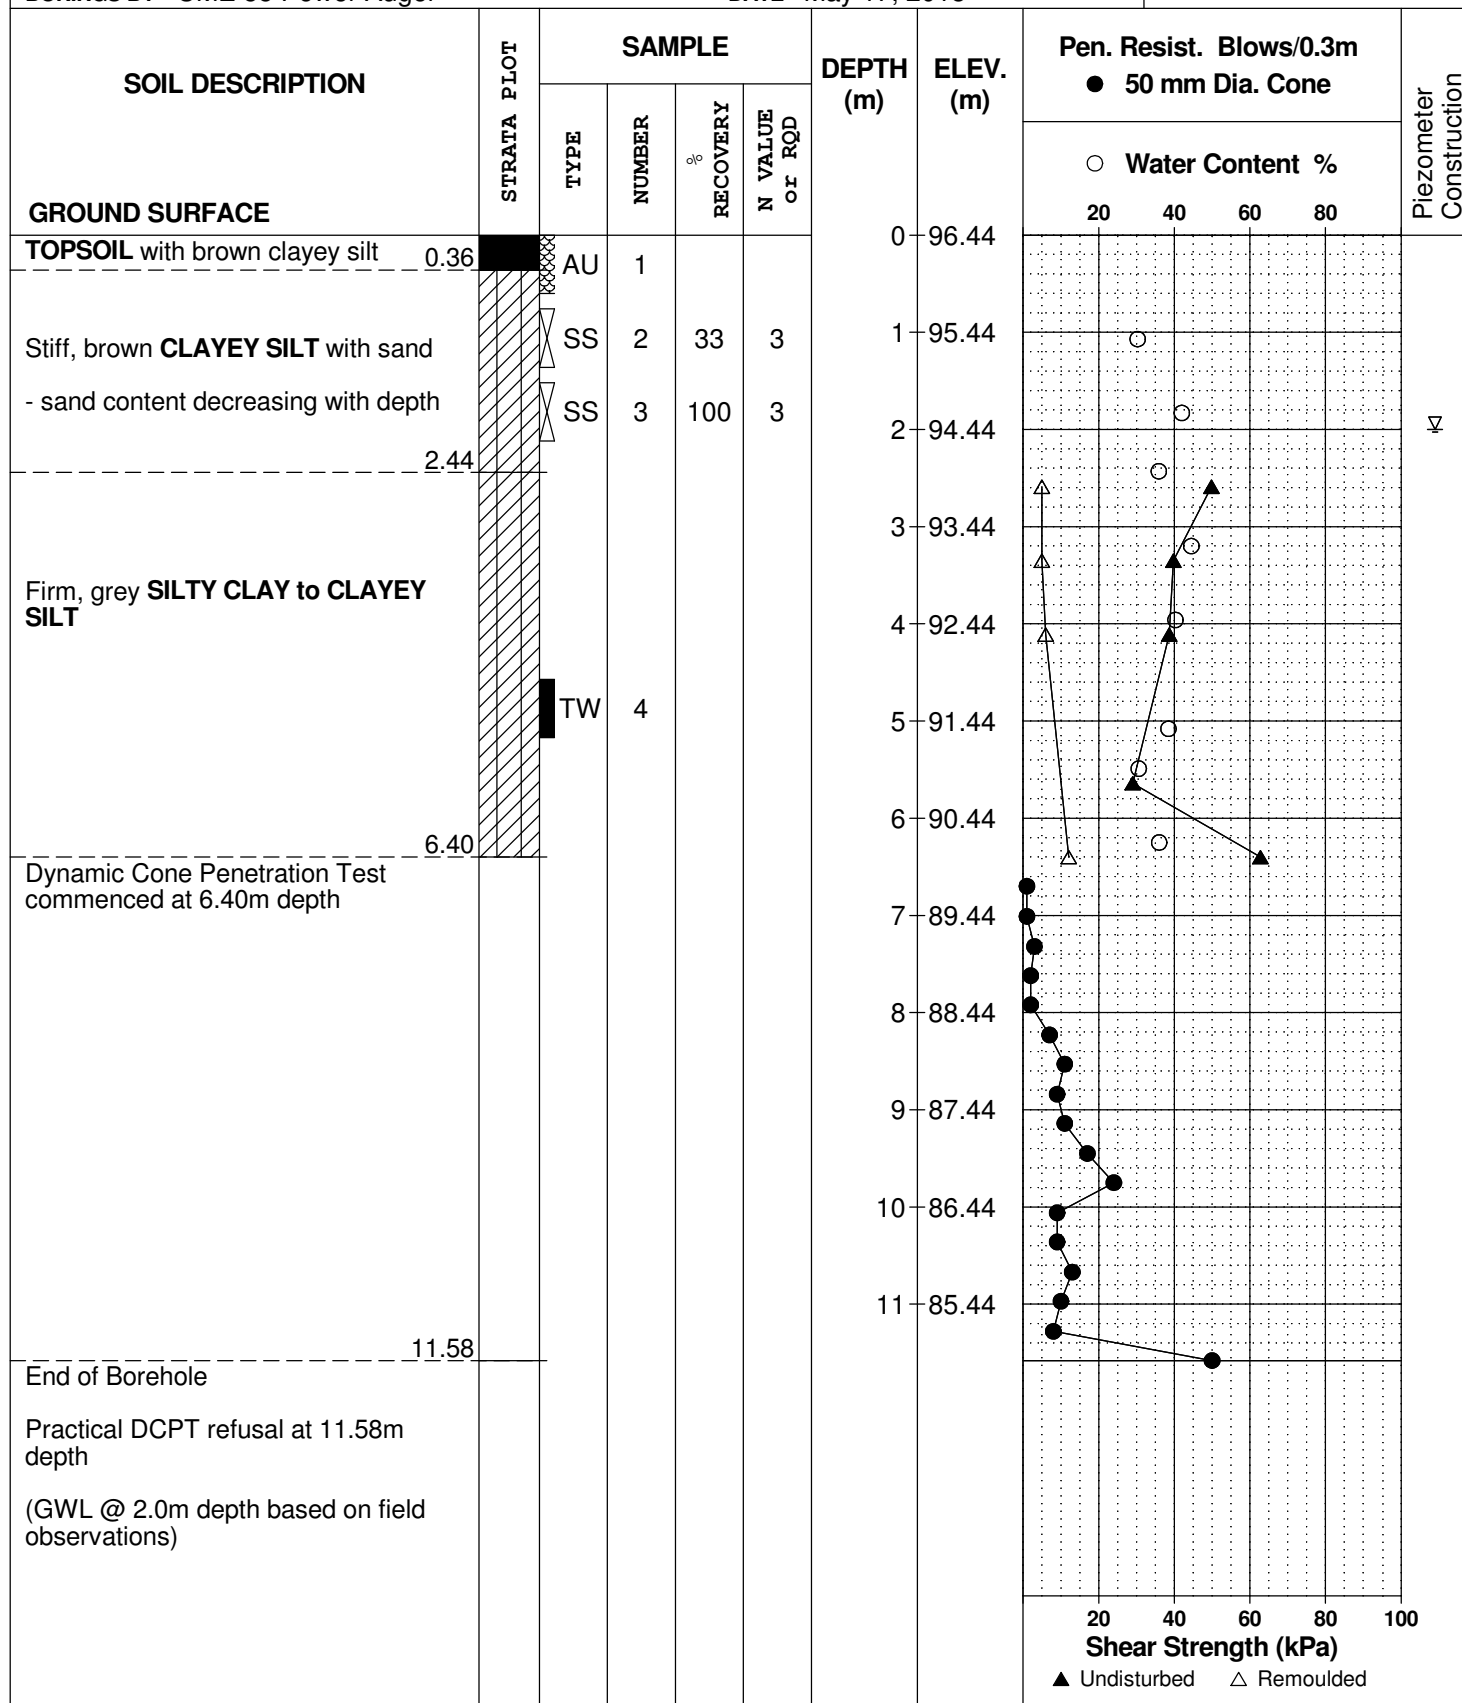 SOIL DESCRIPTION
GROUND SURFACE
STRATA PLOT
SAMPLE
TYPE
NUMBER
% RECOVERY
N VALUE or RQD
DEPTH (m)
ELEV. (m)
Pen. Resist. Blows/0.3m
● 50 mm Dia. Cone
○ Water Content %
20 40 60 80
Piezometer Construction
TOPSOIL with brown clayey silt 0.36
AU 1
0 96.44
Stiff, brown CLAYEY SILT with sand
SS 2 33 3
1 95.44
- sand content decreasing with depth
SS 3 100 3
2 94.44
2.44
3 93.44
Firm, grey SILTY CLAY to CLAYEY
SILT
4 92.44
TW 4
5 91.44
6 90.44
6.40
Dynamic Cone Penetration Test
commenced at 6.40m depth
7 89.44
8 88.44
9 87.44
10 86.44
11 85.44
11.58
End of Borehole
Practical DCPT refusal at 11.58m
depth
(GWL @ 2.0m depth based on field
observations)
20 40 60 80 100
Shear Strength (kPa)
▲ Undisturbed △ Remoulded